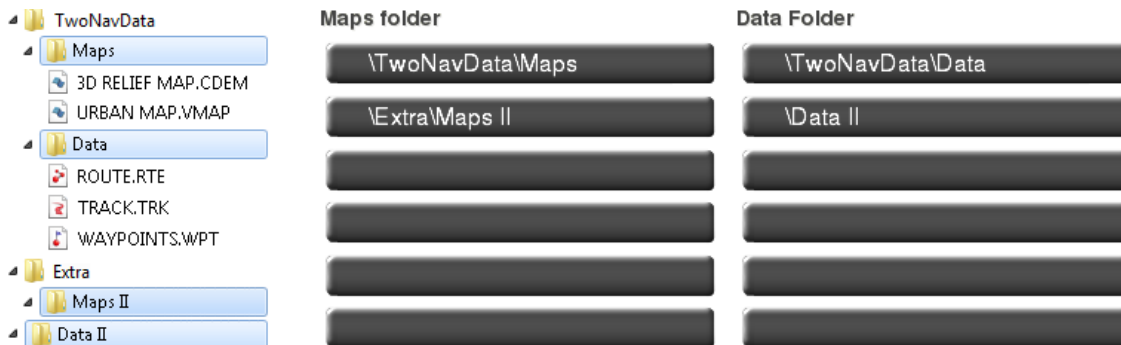 TwoNavData
Maps
3D RELIEF MAP.CDEM
URBAN MAP.VMAP
Data
ROUTE.RTE
TRACK.TRK
WAYPOINTS.WPT
Extra
Maps II
Data II
Maps folder
\TwoNavData\Maps
\Extra\Maps II
Data Folder
\TwoNavData\Data
\Data II